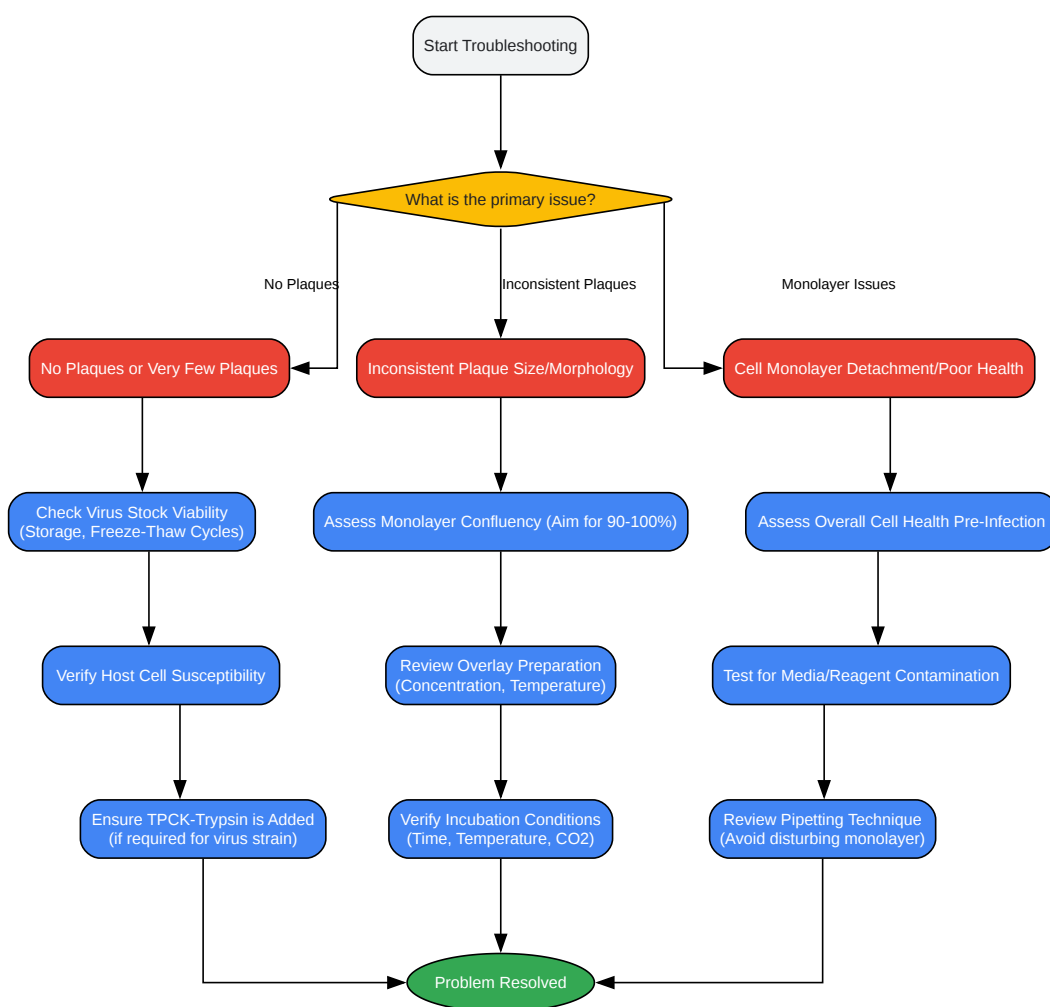 Start Troubleshooting
What is the primary issue?
No Plaques
Inconsistent Plaques
Monolayer Issues
No Plaques or Very Few Plaques
Inconsistent Plaque Size/Morphology
Cell Monolayer Detachment/Poor Health
Check Virus Stock Viability
(Storage, Freeze-Thaw Cycles)
Assess Monolayer Confluency (Aim for 90-100%)
Assess Overall Cell Health Pre-Infection
Verify Host Cell Susceptibility
Review Overlay Preparation
(Concentration, Temperature)
Test for Media/Reagent Contamination
Ensure TPCK-Trypsin is Added
(if required for virus strain)
Verify Incubation Conditions
(Time, Temperature, CO2)
Review Pipetting Technique
(Avoid disturbing monolayer)
Problem Resolved